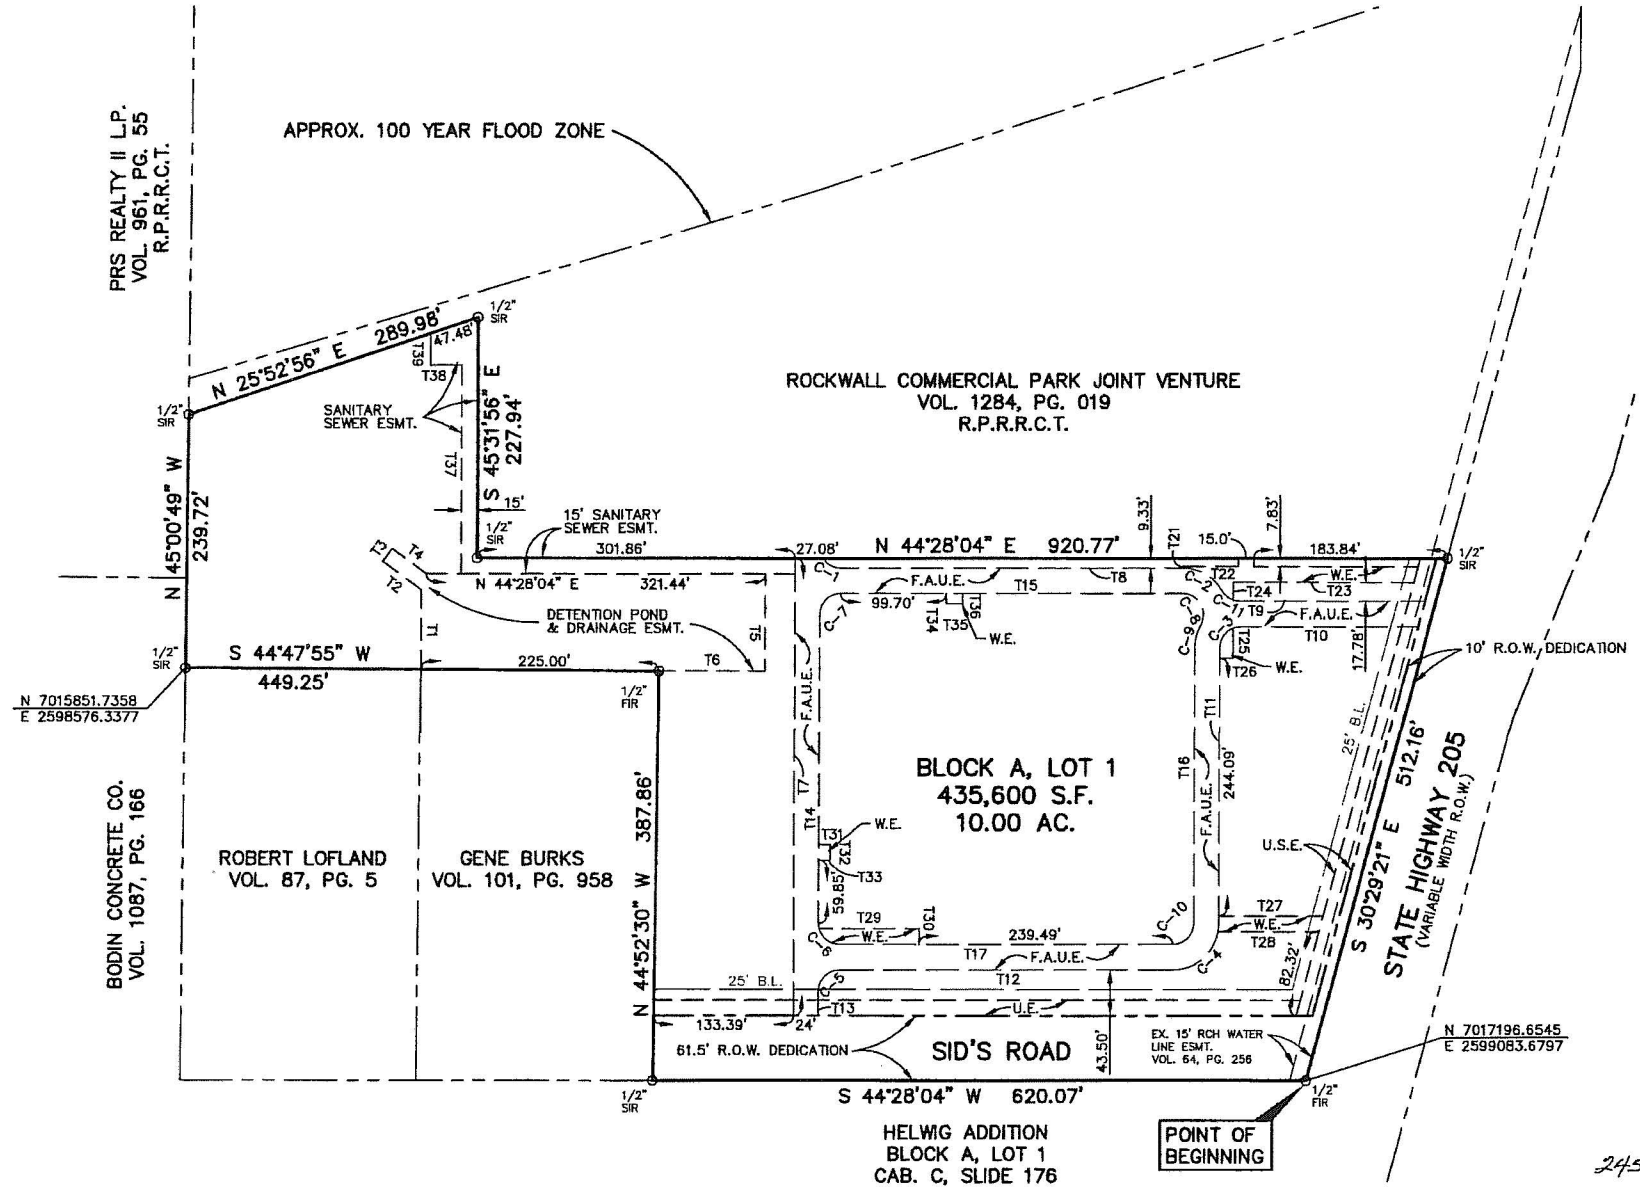 PRS REALTY II L.P.
VOL. 961, PG. 55
R.P.R.R.C.T.
APPROX. 100 YEAR FLOOD ZONE
1/2"
SIR
N 25°52'56" E 289.98'
47.48'
T39
T38
SANITARY
SEWER ESMT.
1/2"
SIR
S 45°31'56" E
227.94'
T37
15'
ROCKWALL COMMERCIAL PARK JOINT VENTURE
VOL. 1284, PG. 019
R.P.R.R.C.T.
N 45°00'49" W
239.72'
15' SANITARY
SEWER ESMT.
1/2"
SIR
301.86'
27.08'
N 44°28'04" E 920.77'
9.33'
T21
15.0'
7.83'
183.84'
1/2"
SIR
T3
T4
T2
N 44°28'04" E 321.44'
C-1
F.A.U.E.
T15
T8
C-2
T22
W.E.
T23
T24
C-11
T9
F.A.U.E.
C-7
99.70'
T34
T35
T36
W.E.
C-8
C-9
C-3
T10
T25
T26
W.E.
17.78'
10' R.O.W. DEDICATION
DETENTION POND
& DRAINAGE ESMT.
T1
T5
T6
1/2"
SIR
S 44°47'55" W
449.25'
225.00'
1/2"
FIR
N 7015851.7358
E 2598576.3377
F.A.U.E.
T7
T14
BLOCK A, LOT 1
435,600 S.F.
10.00 AC.
T11
244.09'
T16
F.A.U.E.
25' B.L.
S 30°29'21" E 512.16'
STATE HIGHWAY 205
(VARIABLE WIDTH R.O.W.)
U.S.E.
BODIN CONCRETE CO.
VOL. 1087, PG. 166
ROBERT LOFLAND
VOL. 87, PG. 5
GENE BURKS
VOL. 101, PG. 958
N 44°52'30" W 387.86'
T31
W.E.
T32
T33
59.85'
T29
W.E.
T30
C-6
239.49'
C-10
T17
F.A.U.E.
T27
W.E.
T28
C-4
82.32'
25' B.L.
C-5
T12
T13
U.E.
133.39'
24'
61.5' R.O.W. DEDICATION
SID'S ROAD
43.50'
EX. 15' RCH WATER
LINE ESMT.
VOL. 64, PG. 256
N 7017196.6545
E 2599083.6797
1/2"
SIR
S 44°28'04" W 620.07'
1/2"
FIR
HELWIG ADDITION
BLOCK A, LOT 1
CAB. C, SLIDE 176
POINT OF
BEGINNING